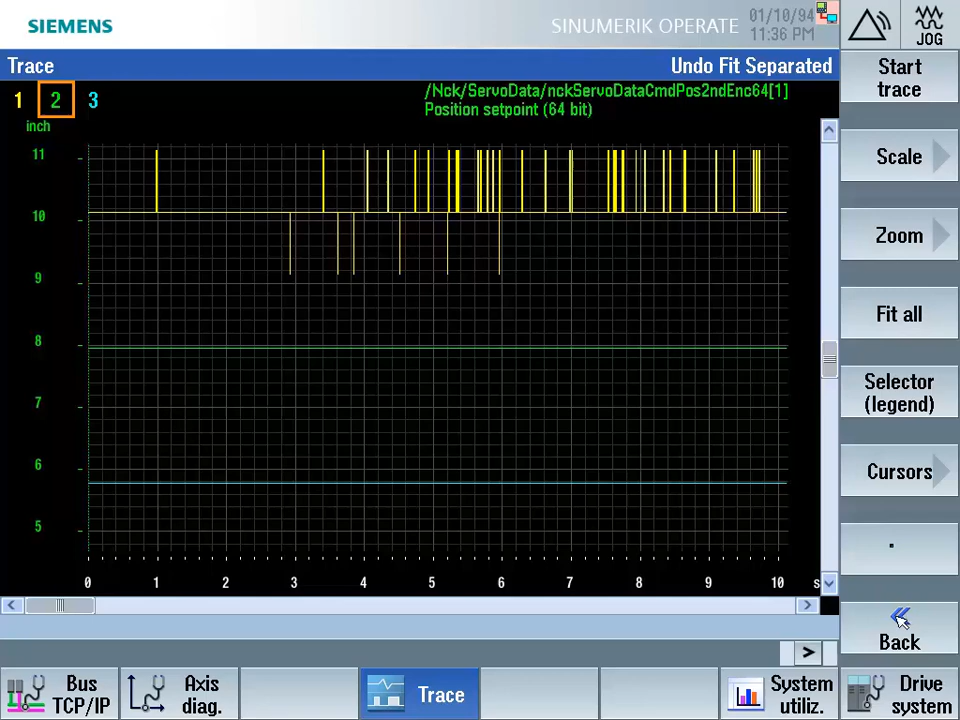 SIEMENS
SINUMERIK OPERATE
01/10/94
11:36 PM
JOG
Trace
Undo Fit Separated
1 2 3
/Nck/ServoData/nckServoDataCmdPos2ndEnc64[1]
Position setpoint (64 bit)
inch
11
10
9
8
7
6
5
0 1 2 3 4 5 6 7 8 9 10 s
Start
trace
Scale
Zoom
Fit all
Selector
(legend)
Cursors
Back
Bus
TCP/IP
Axis
diag.
Trace
System
utiliz.
Drive
system